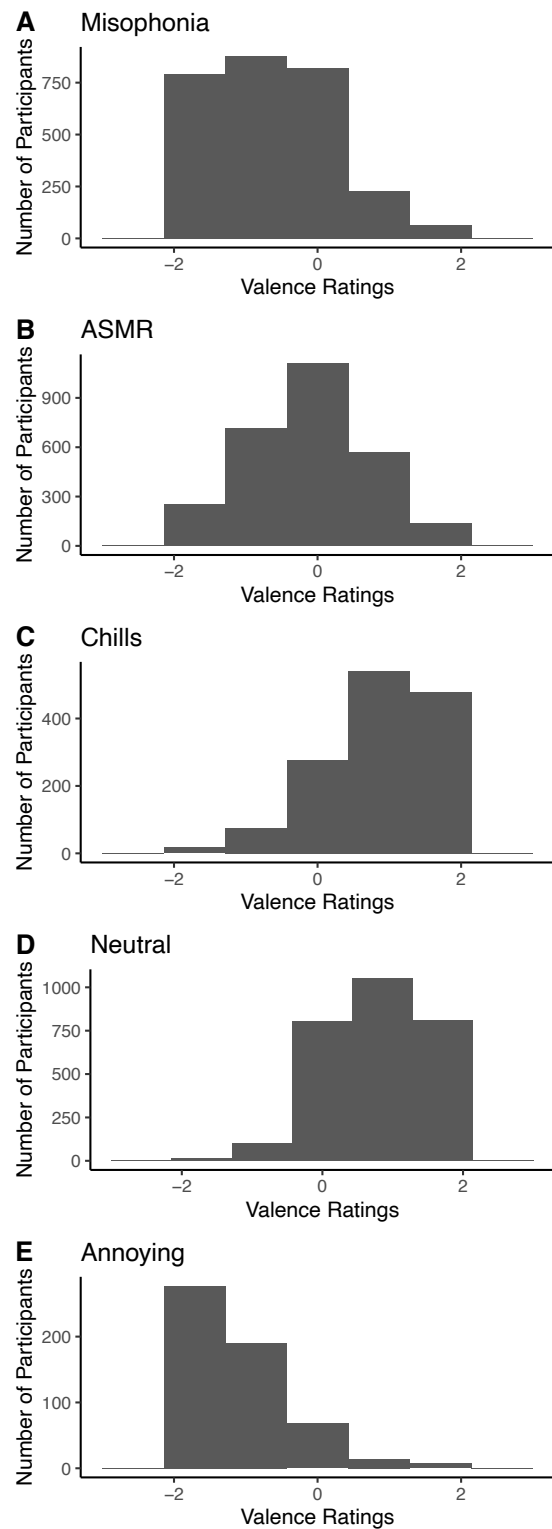 A Misophonia
Number of Participants
750
500
250
0
−2 0 2
Valence Ratings
B ASMR
Number of Participants
900
600
300
0
−2 0 2
Valence Ratings
C Chills
Number of Participants
400
200
0
−2 0 2
Valence Ratings
D Neutral
Number of Participants
1000
750
500
250
0
−2 0 2
Valence Ratings
E Annoying
Number of Participants
200
100
0
−2 0 2
Valence Ratings